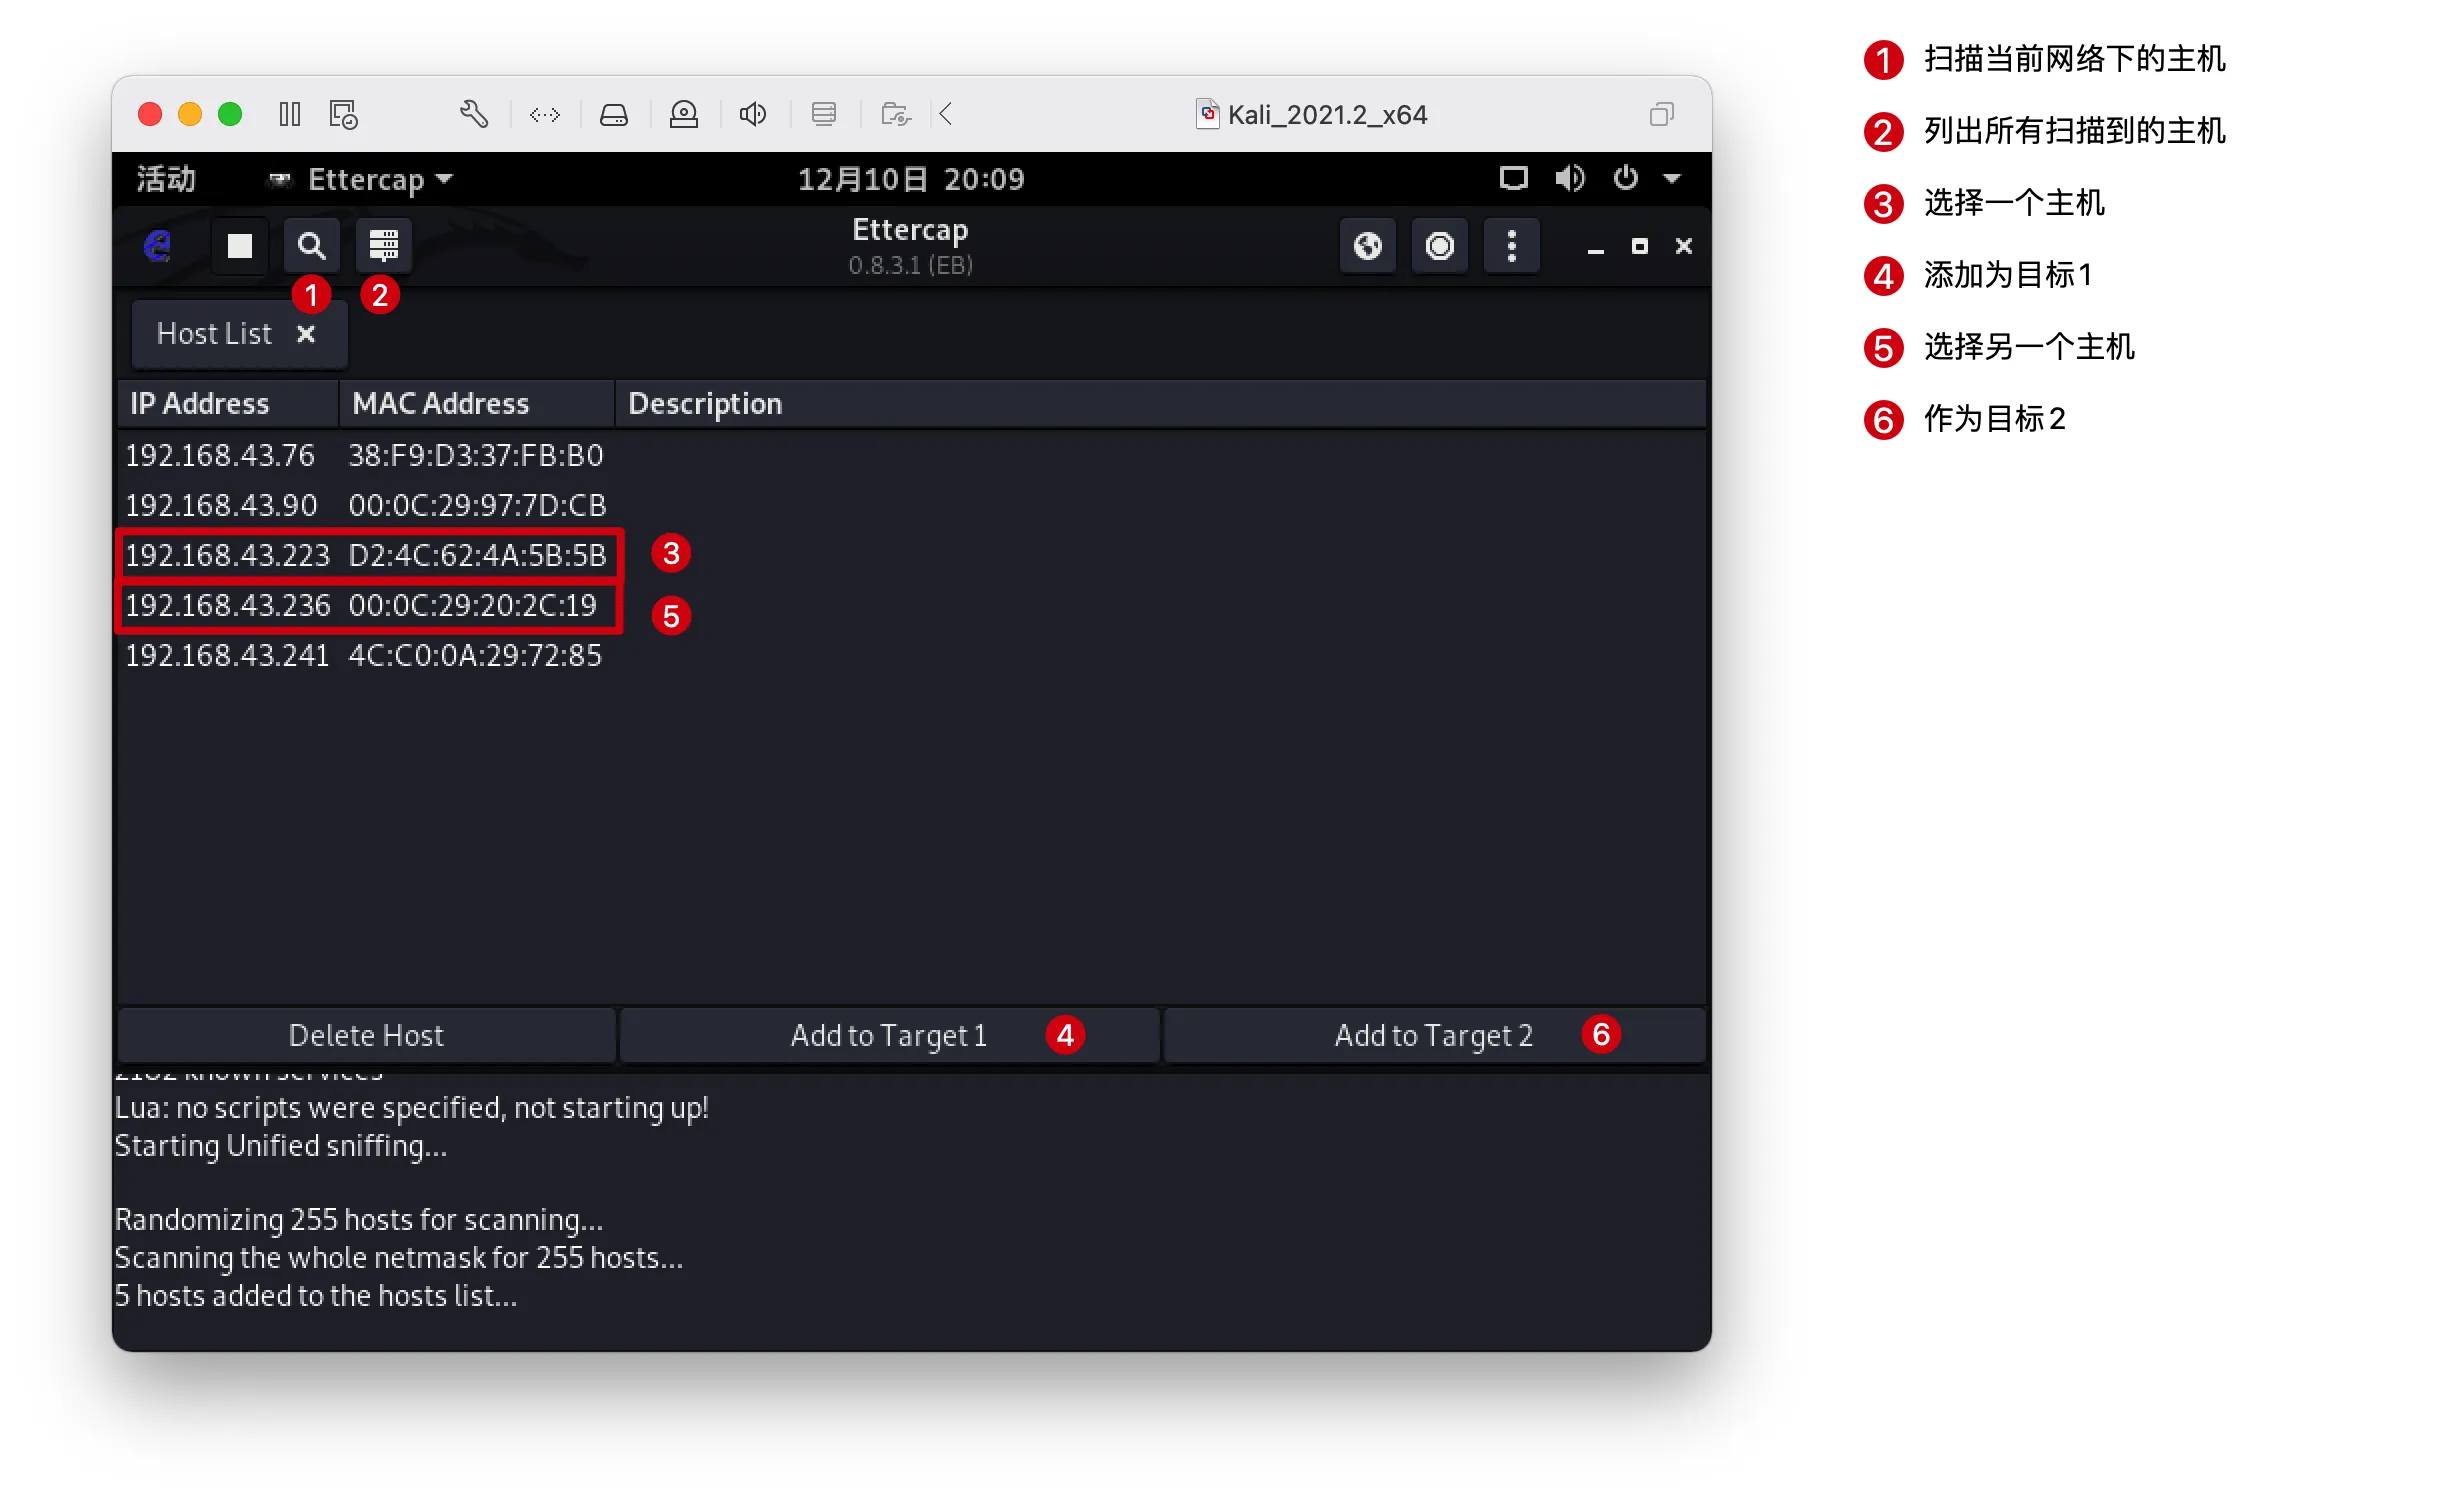 Kali_2021.2_x64
活动 Ettercap 12月10日 20:09
Ettercap
0.8.3.1 (EB)
1 2
Host List
IP Address MAC Address Description
192.168.43.76 38:F9:D3:37:FB:B0
192.168.43.90 00:0C:29:97:7D:CB
192.168.43.223 D2:4C:62:4A:5B:5B 3
192.168.43.236 00:0C:29:20:2C:19 5
192.168.43.241 4C:C0:0A:29:72:85
Delete Host Add to Target 1 4 Add to Target 2 6
2182 known services
Lua: no scripts were specified, not starting up!
Starting Unified sniffing...
Randomizing 255 hosts for scanning...
Scanning the whole netmask for 255 hosts...
5 hosts added to the hosts list...
1 扫描当前网络下的主机
2 列出所有扫描到的主机
3 选择一个主机
4 添加为目标1
5 选择另一个主机
6 作为目标2